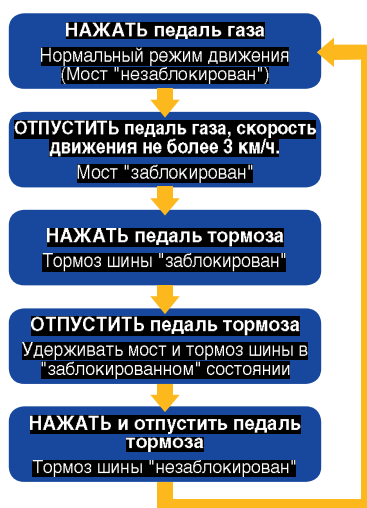 НАЖАТЬ педаль газа
Нормальный режим движения
(Мост "незаблокирован")
ОТПУСТИТЬ педаль газа, скорость
движения не более 3 км/ч.
Мост "заблокирован"
НАЖАТЬ педаль тормоза
Тормоз шины "заблокирован"
ОТПУСТИТЬ педаль тормоза
Удерживать мост и тормоз шины в
"заблокированном" состоянии
НАЖАТЬ и отпустить педаль
тормоза
Тормоз шины "незаблокирован"